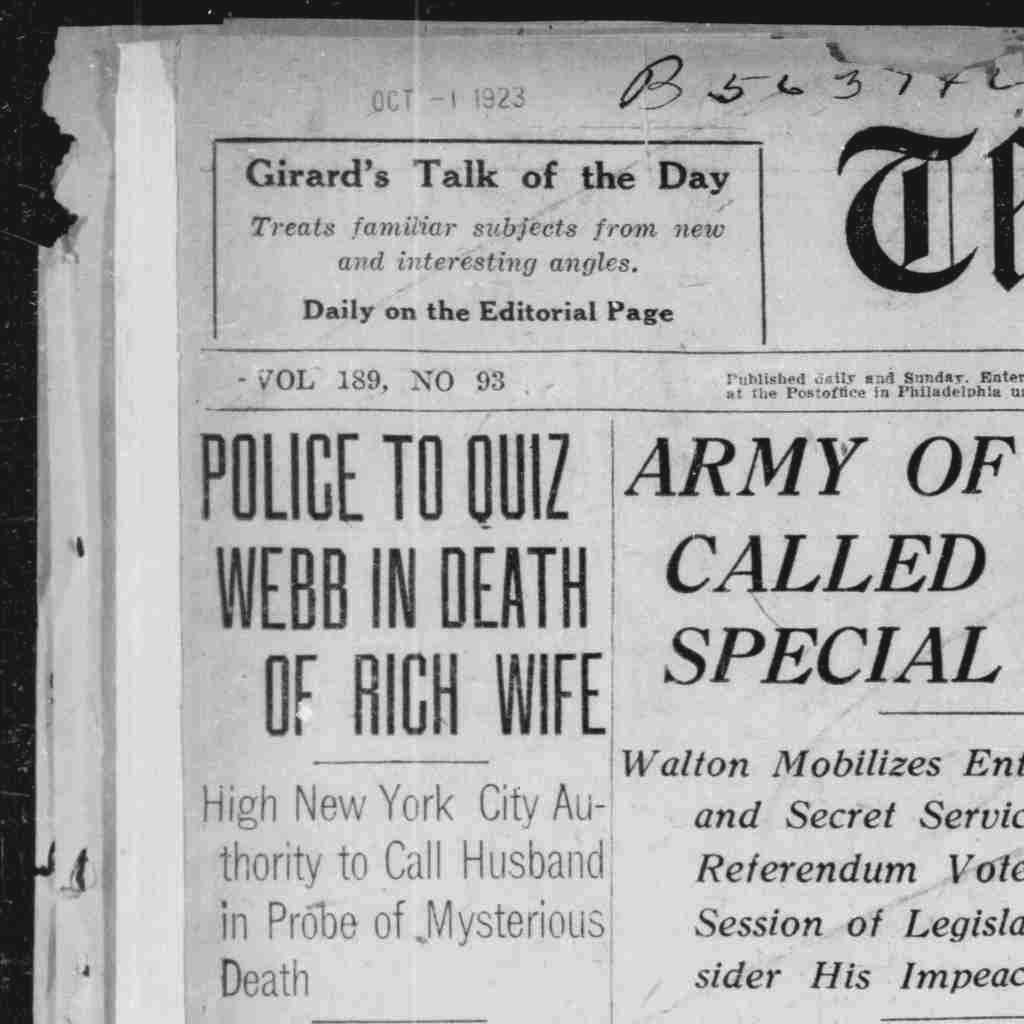 OCT -1 1923
B 5637
Girard's Talk of the Day
Treats familiar subjects from new
and interesting angles.
Daily on the Editorial Page
- VOL 189, NO 93
Published daily and Sunday. Enter
at the Postoffice in Philadelphia u
POLICE TO QUIZ
WEBB IN DEATH
OF RICH WIFE
High New York City Au-
thority to Call Husband
in Probe of Mysterious
Death
ARMY OF
CALLED
SPECIAL
Walton Mobilizes Ent
and Secret Servic
Referendum Vote
Session of Legisla
sider His Impeac